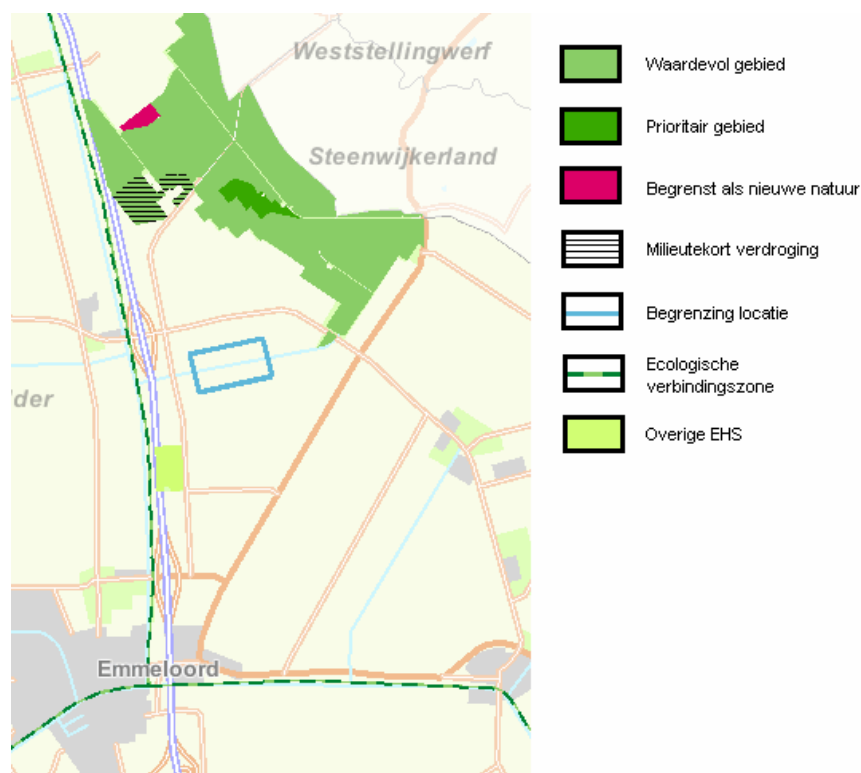 Weststellingwerf
Steenwijkerland
der
Emmeloord
Waardevol gebied
Prioritair gebied
Begrenst als nieuwe natuur
Milieutekort verdroging
Begrenzing locatie
Ecologische
verbindingszone
Overige EHS